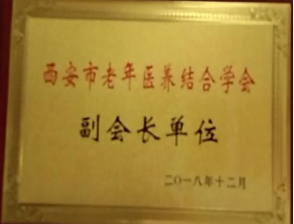 西安市老年医养结合学会
副会长单位
二〇一八年十二月